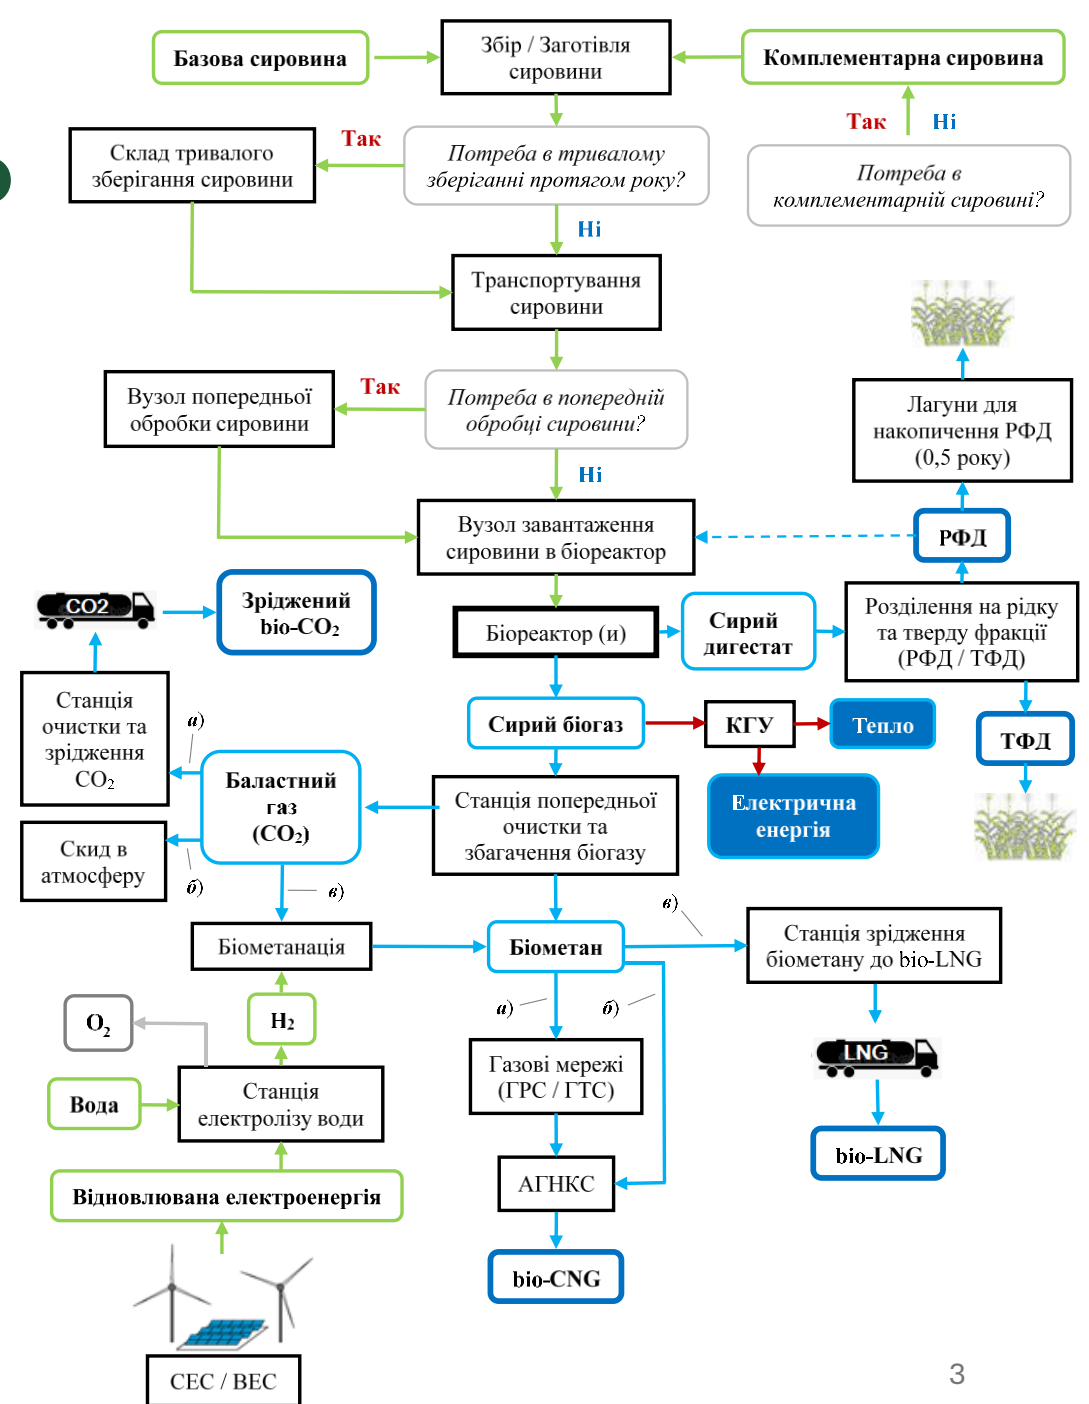 Базова сировина
Збір / Заготівля
сировини
Комплементарна сировина
Так
Ні
Склад тривалого
зберігання сировини
Так
Потреба в тривалому
зберіганні протягом року?
Потреба в
комплементарній сировині?
Ні
Транспортування
сировини
Вузол попередньої
обробки сировини
Так
Потреба в попередній
обробці сировини?
Лагуни для
накопичення РФД
(0,5 року)
Ні
Вузол завантаження
сировини в біореактор
РФД
CO2
Зріджений
bio-CO₂
Біореактор (и)
Сирий
дигестат
Розділення на рідку
та тверду фракції
(РФД / ТФД)
Станція
очистки та
зрідження
CO₂
а)
Сирий біогаз
КГУ
Тепло
ТФД
Баластний
газ
(CO₂)
Станція попередньої
очистки та
збагачення біогазу
Електрична
енергія
Скид в
атмосферу
б)
в)
Біометанація
Біометан
в)
Станція зрідження
біометану до bio-LNG
O₂
H₂
а)
б)
Газові мережі
(ГРС / ГТС)
LNG
Вода
Станція
електролізу води
bio-LNG
АГНКС
Відновлювана електроенергія
bio-CNG
СЕС / ВЕС
3